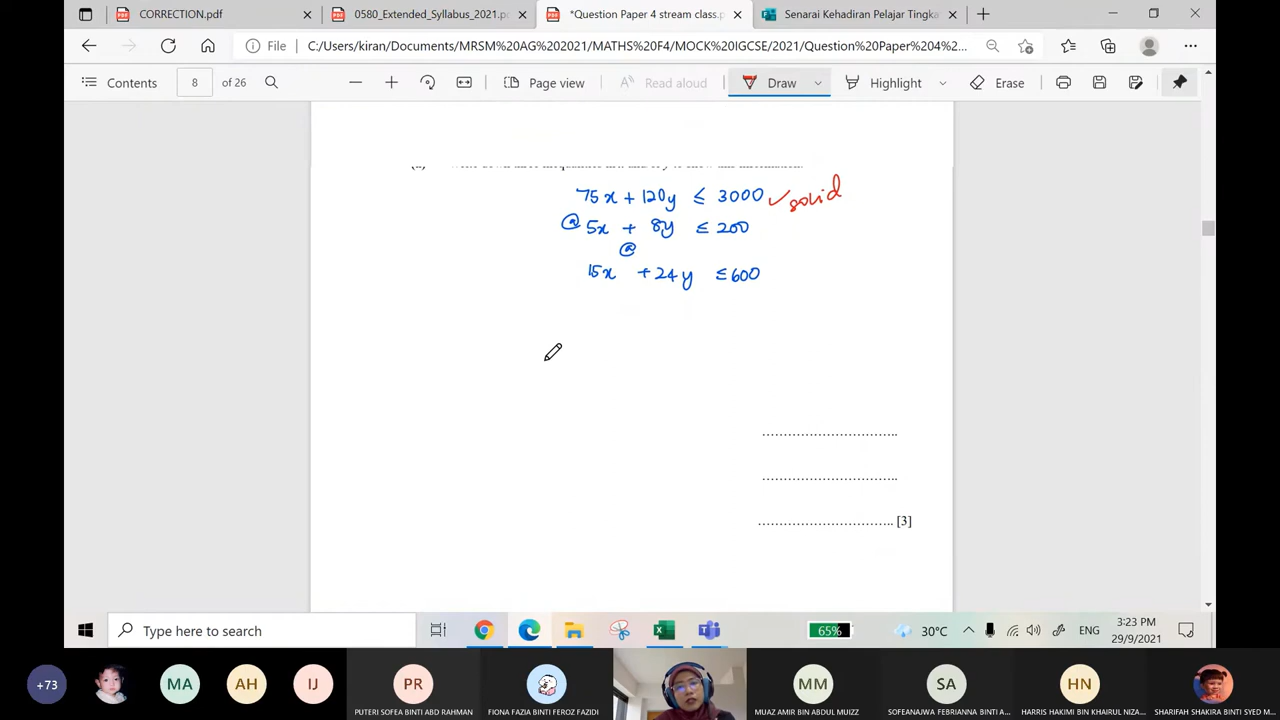 CORRECTION.pdf
0580_Extended_Syllabus_2021.pdf
*Question Paper 4 stream class.p
Senarai Kehadiran Pelajar Tingka
File
C:/Users/kiran/Documents/MRSM%20AG%202021/MATHS%20F4/MOCK%20IGCSE/2021/Question%20Paper%204%2...
Contents
8
of 26
Page view
Read aloud
Draw
Highlight
Erase
75x + 120y ≤ 3000 ✓ solid
@ 5x + 8y ≤ 200
@
15x + 24y ≤ 600
....................................
....................................
.................................... [3]
Type here to search
65%
30°C
ENG
3:23 PM
29/9/2021
+73
MA
AH
IJ
PR
PUTERI SOFEA BINTI ABD RAHMAN
FIONA FAZIA BINTI FEROZ FAZIDI
MM
MUAZ AMIR BIN ABDUL MUIZZ
SA
SOFEANAJWA FEBRIANNA BINTI A...
HN
HARRIS HAKIMI BIN KHAIRUL NIZA...
SHARIFAH SHAKIRA BINTI SYED M...